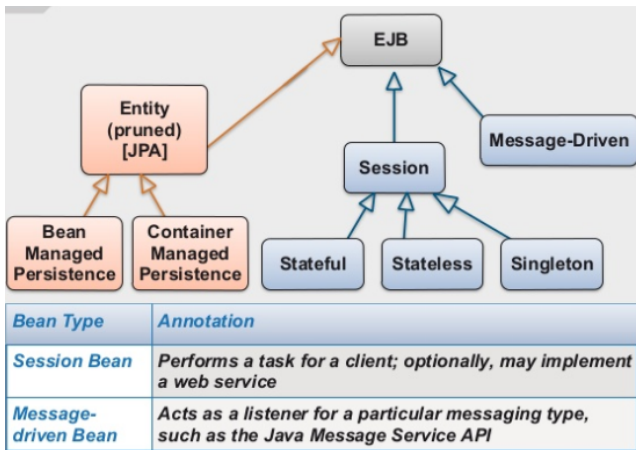 EJB
Entity
(pruned)
[JPA]
Message-Driven
Session
Bean
Managed
Persistence
Container
Managed
Persistence
Stateful
Stateless
Singleton
Bean Type
Annotation
Session Bean
Performs a task for a client; optionally, may implement
a web service
Message-
driven Bean
Acts as a listener for a particular messaging type,
such as the Java Message Service API